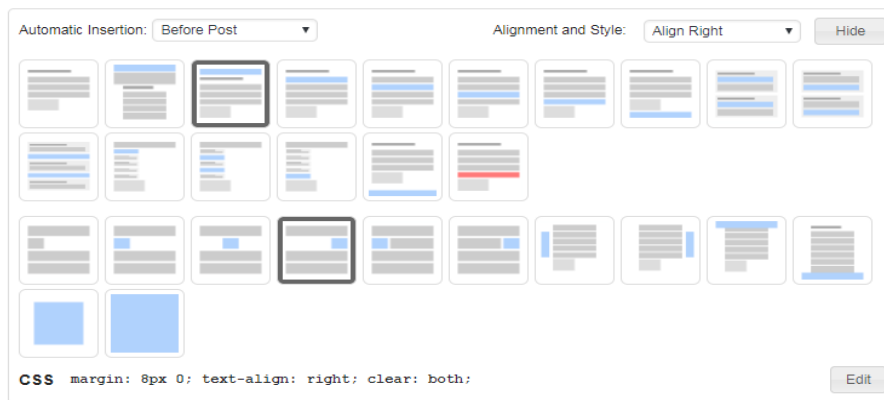 Automatic Insertion: Before Post Alignment and Style: Align Right Hide
CSS margin: 8px 0; text-align: right; clear: both; Edit